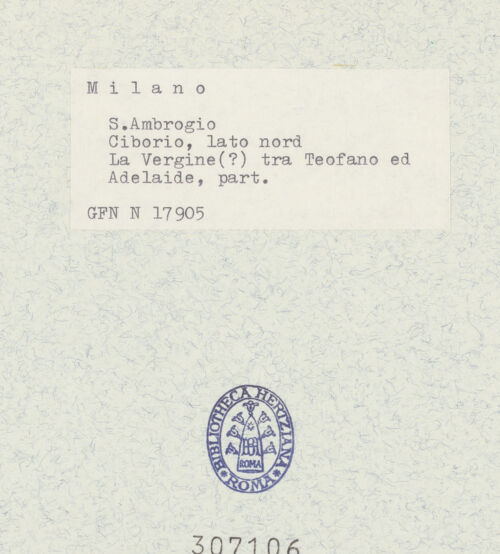 M i l a n o
S.Ambrogio
Ciborio, lato nord
La Vergine(?) tra Teofano ed
Adelaide, part.
GFN N 17905
BIBLIOTHECA HERTZIANA
ROMA
ROMA
307106